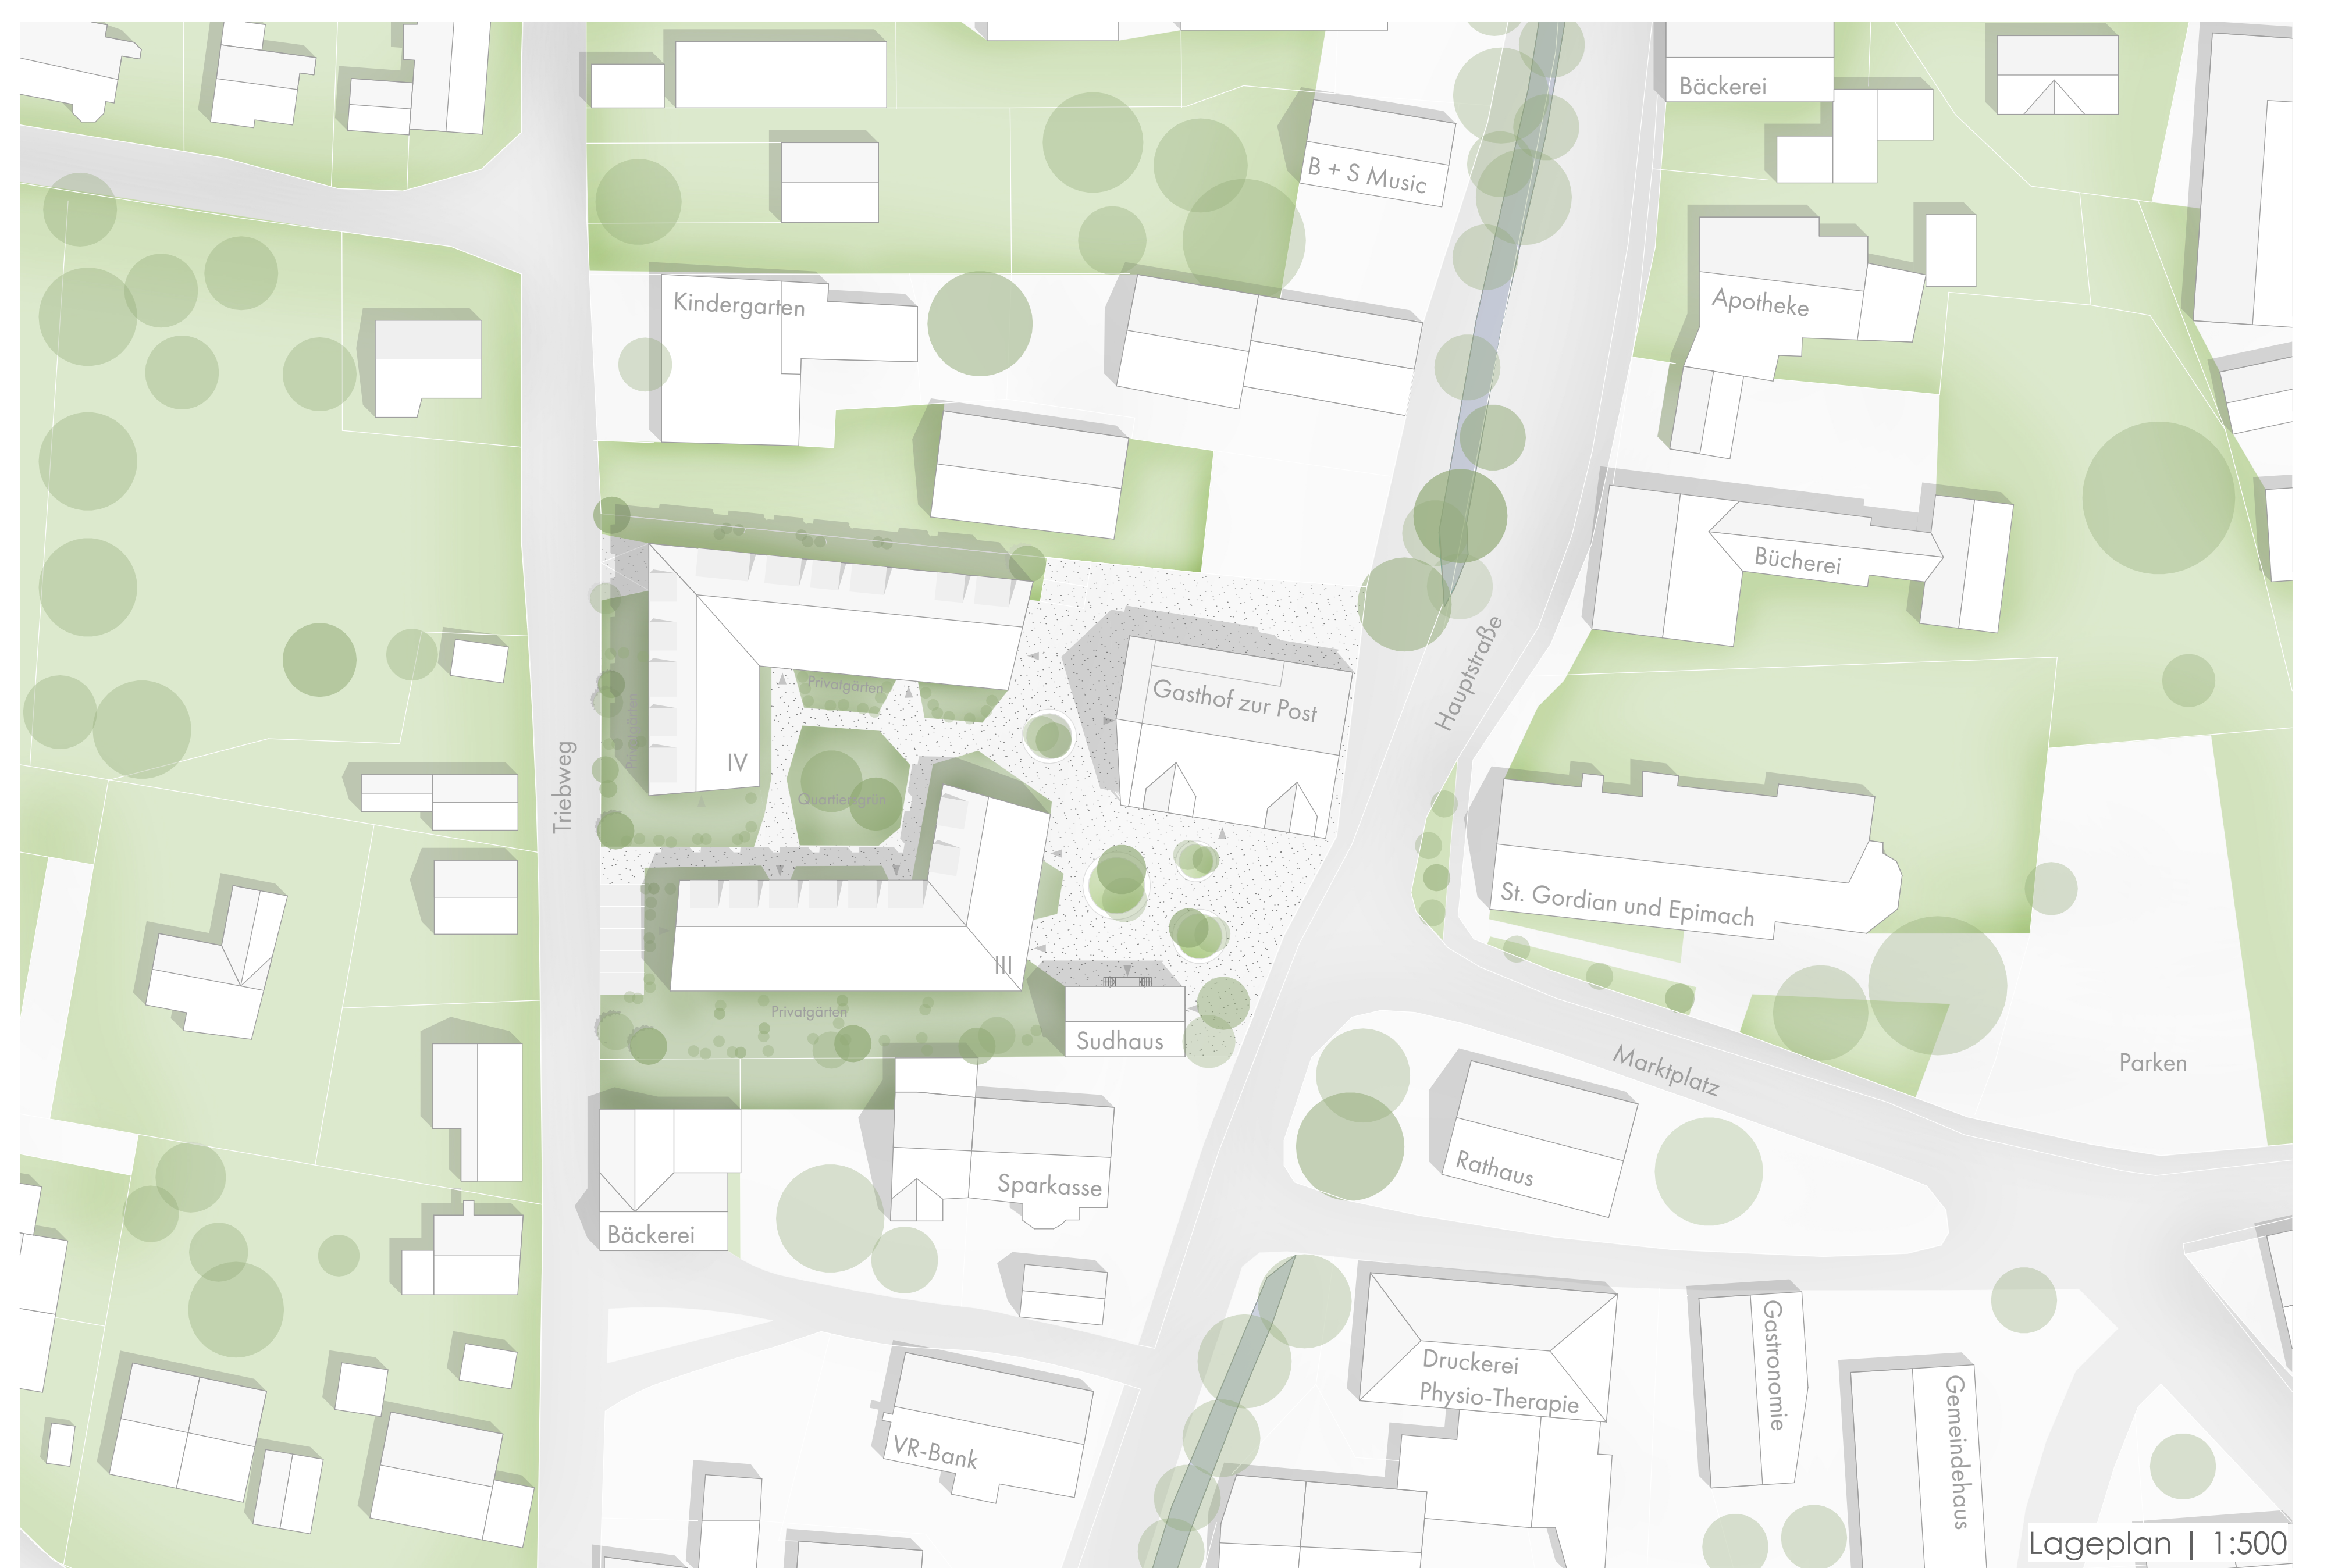 Bäckerei
B + S Music
Kindergarten
Apotheke
Bücherei
Hauptstraße
Privatgärten
Gasthof zur Post
Privatgärten
IV
Triebweg
Quartiersgrün
St. Gordian und Epimach
III
Privatgärten
Sudhaus
Marktplatz
Parken
Rathaus
Sparkasse
Bäckerei
Druckerei
Physio-Therapie
Gastronomie
Gemeindehaus
VR-Bank
Lageplan | 1:500